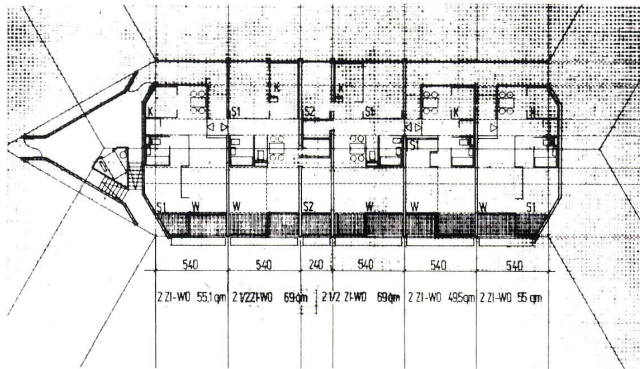 K S1 K S2 K S1 K K
S1
S1 W W S2 W W W S1
540 540 240 540 540 540
2 ZI-WO 55,1 qm 2 1/2 ZI-WO 69 qm 2 1/2 ZI-WO 69 qm 2 ZI-WO 49,5 qm 2 ZI-WO 55 qm